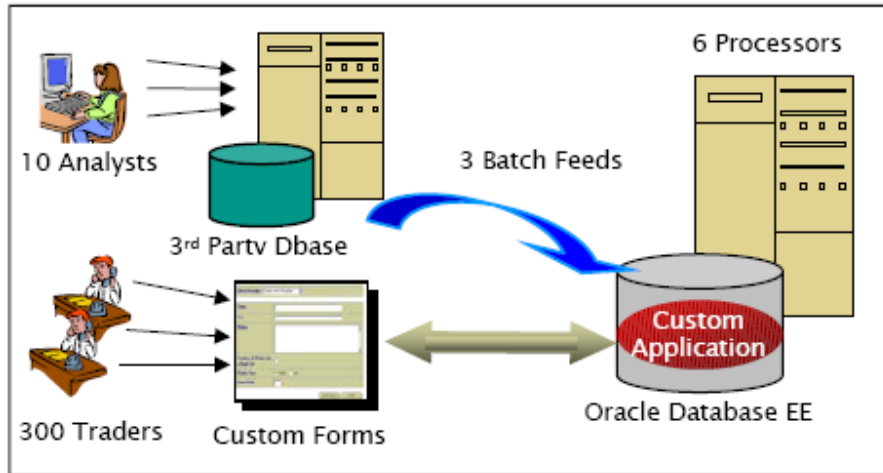 6 Processors
10 Analysts
3 Batch Feeds
3rd Party Dbase
Custom
Application
300 Traders
Custom Forms
Oracle Database EE